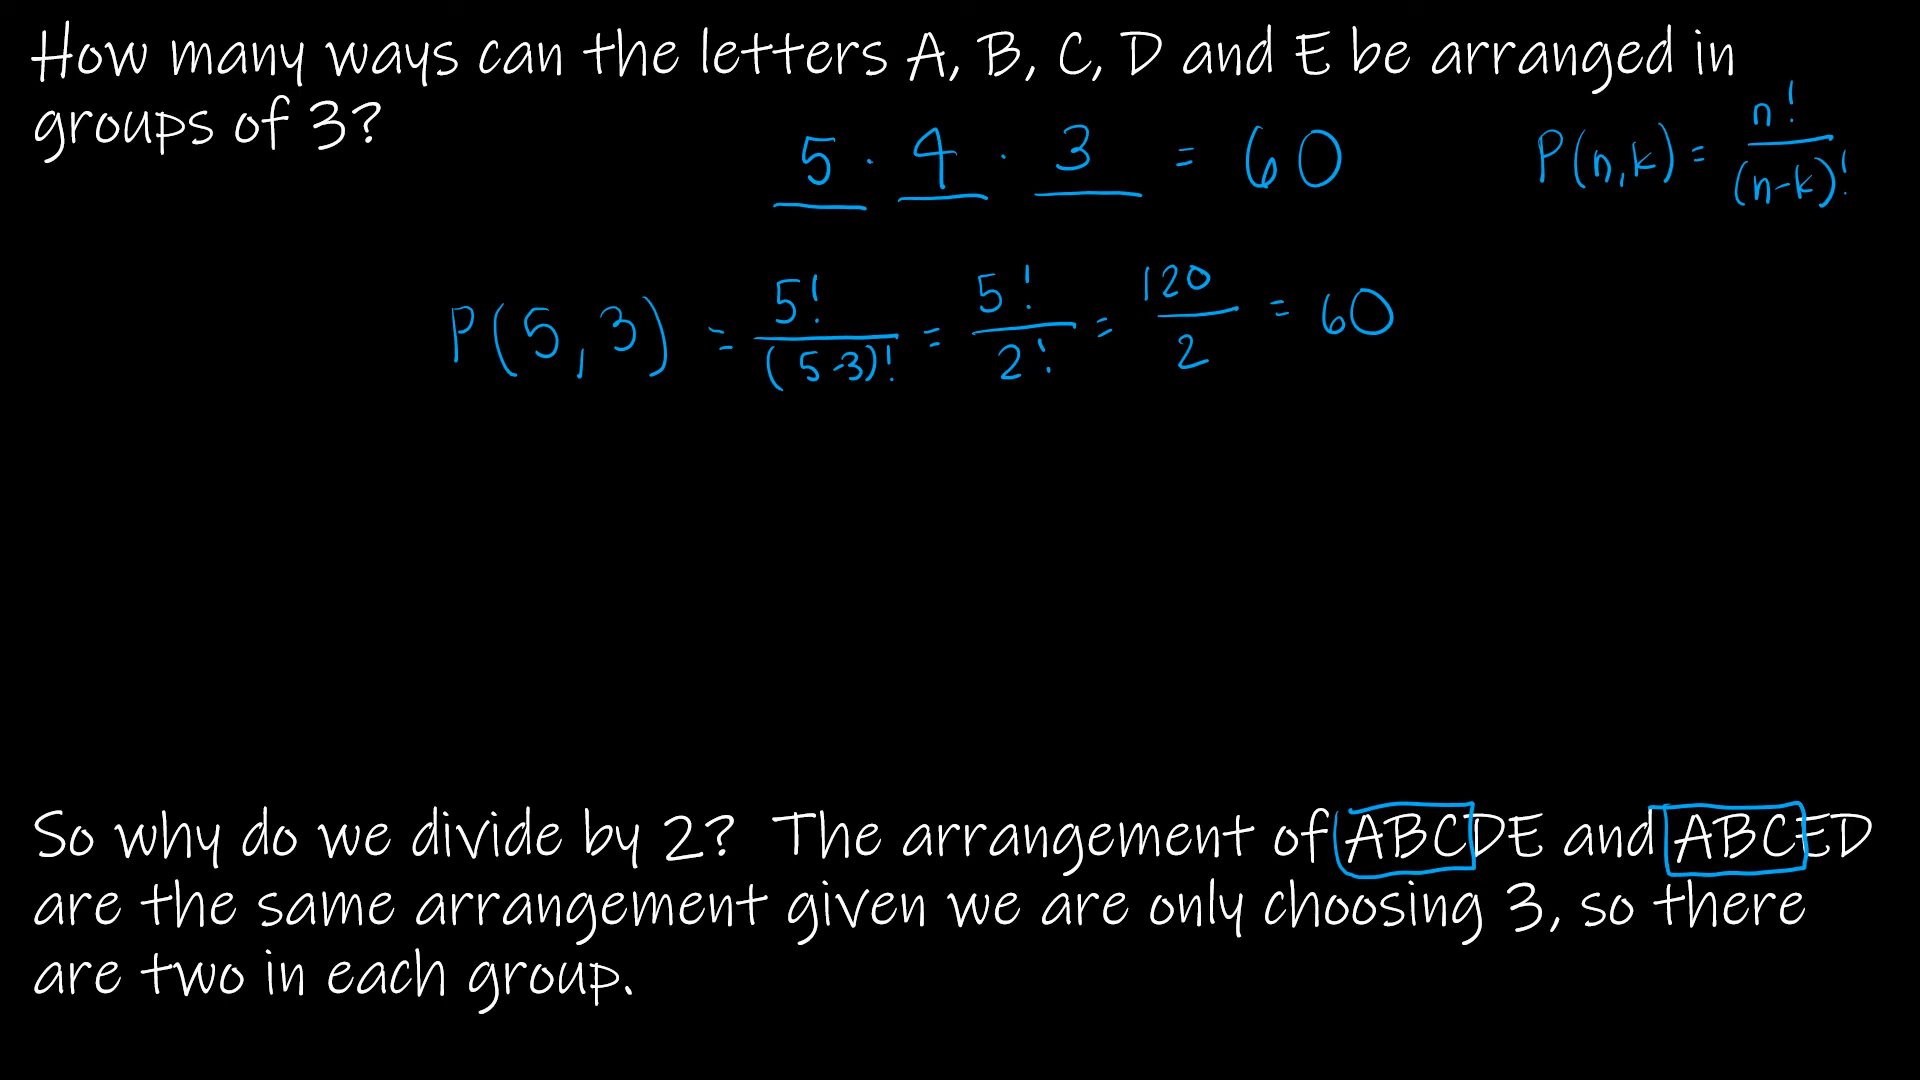 How many ways can the letters A, B, C, D and E be arranged in
groups of 3?
5 · 4 · 3 = 60
P(n,k) = n! / (n-k)!
P(5,3) = 5! / (5-3)! = 5! / 2! = 120 / 2 = 60
So why do we divide by 2? The arrangement of ABCDE and ABCED
are the same arrangement given we are only choosing 3, so there
are two in each group.